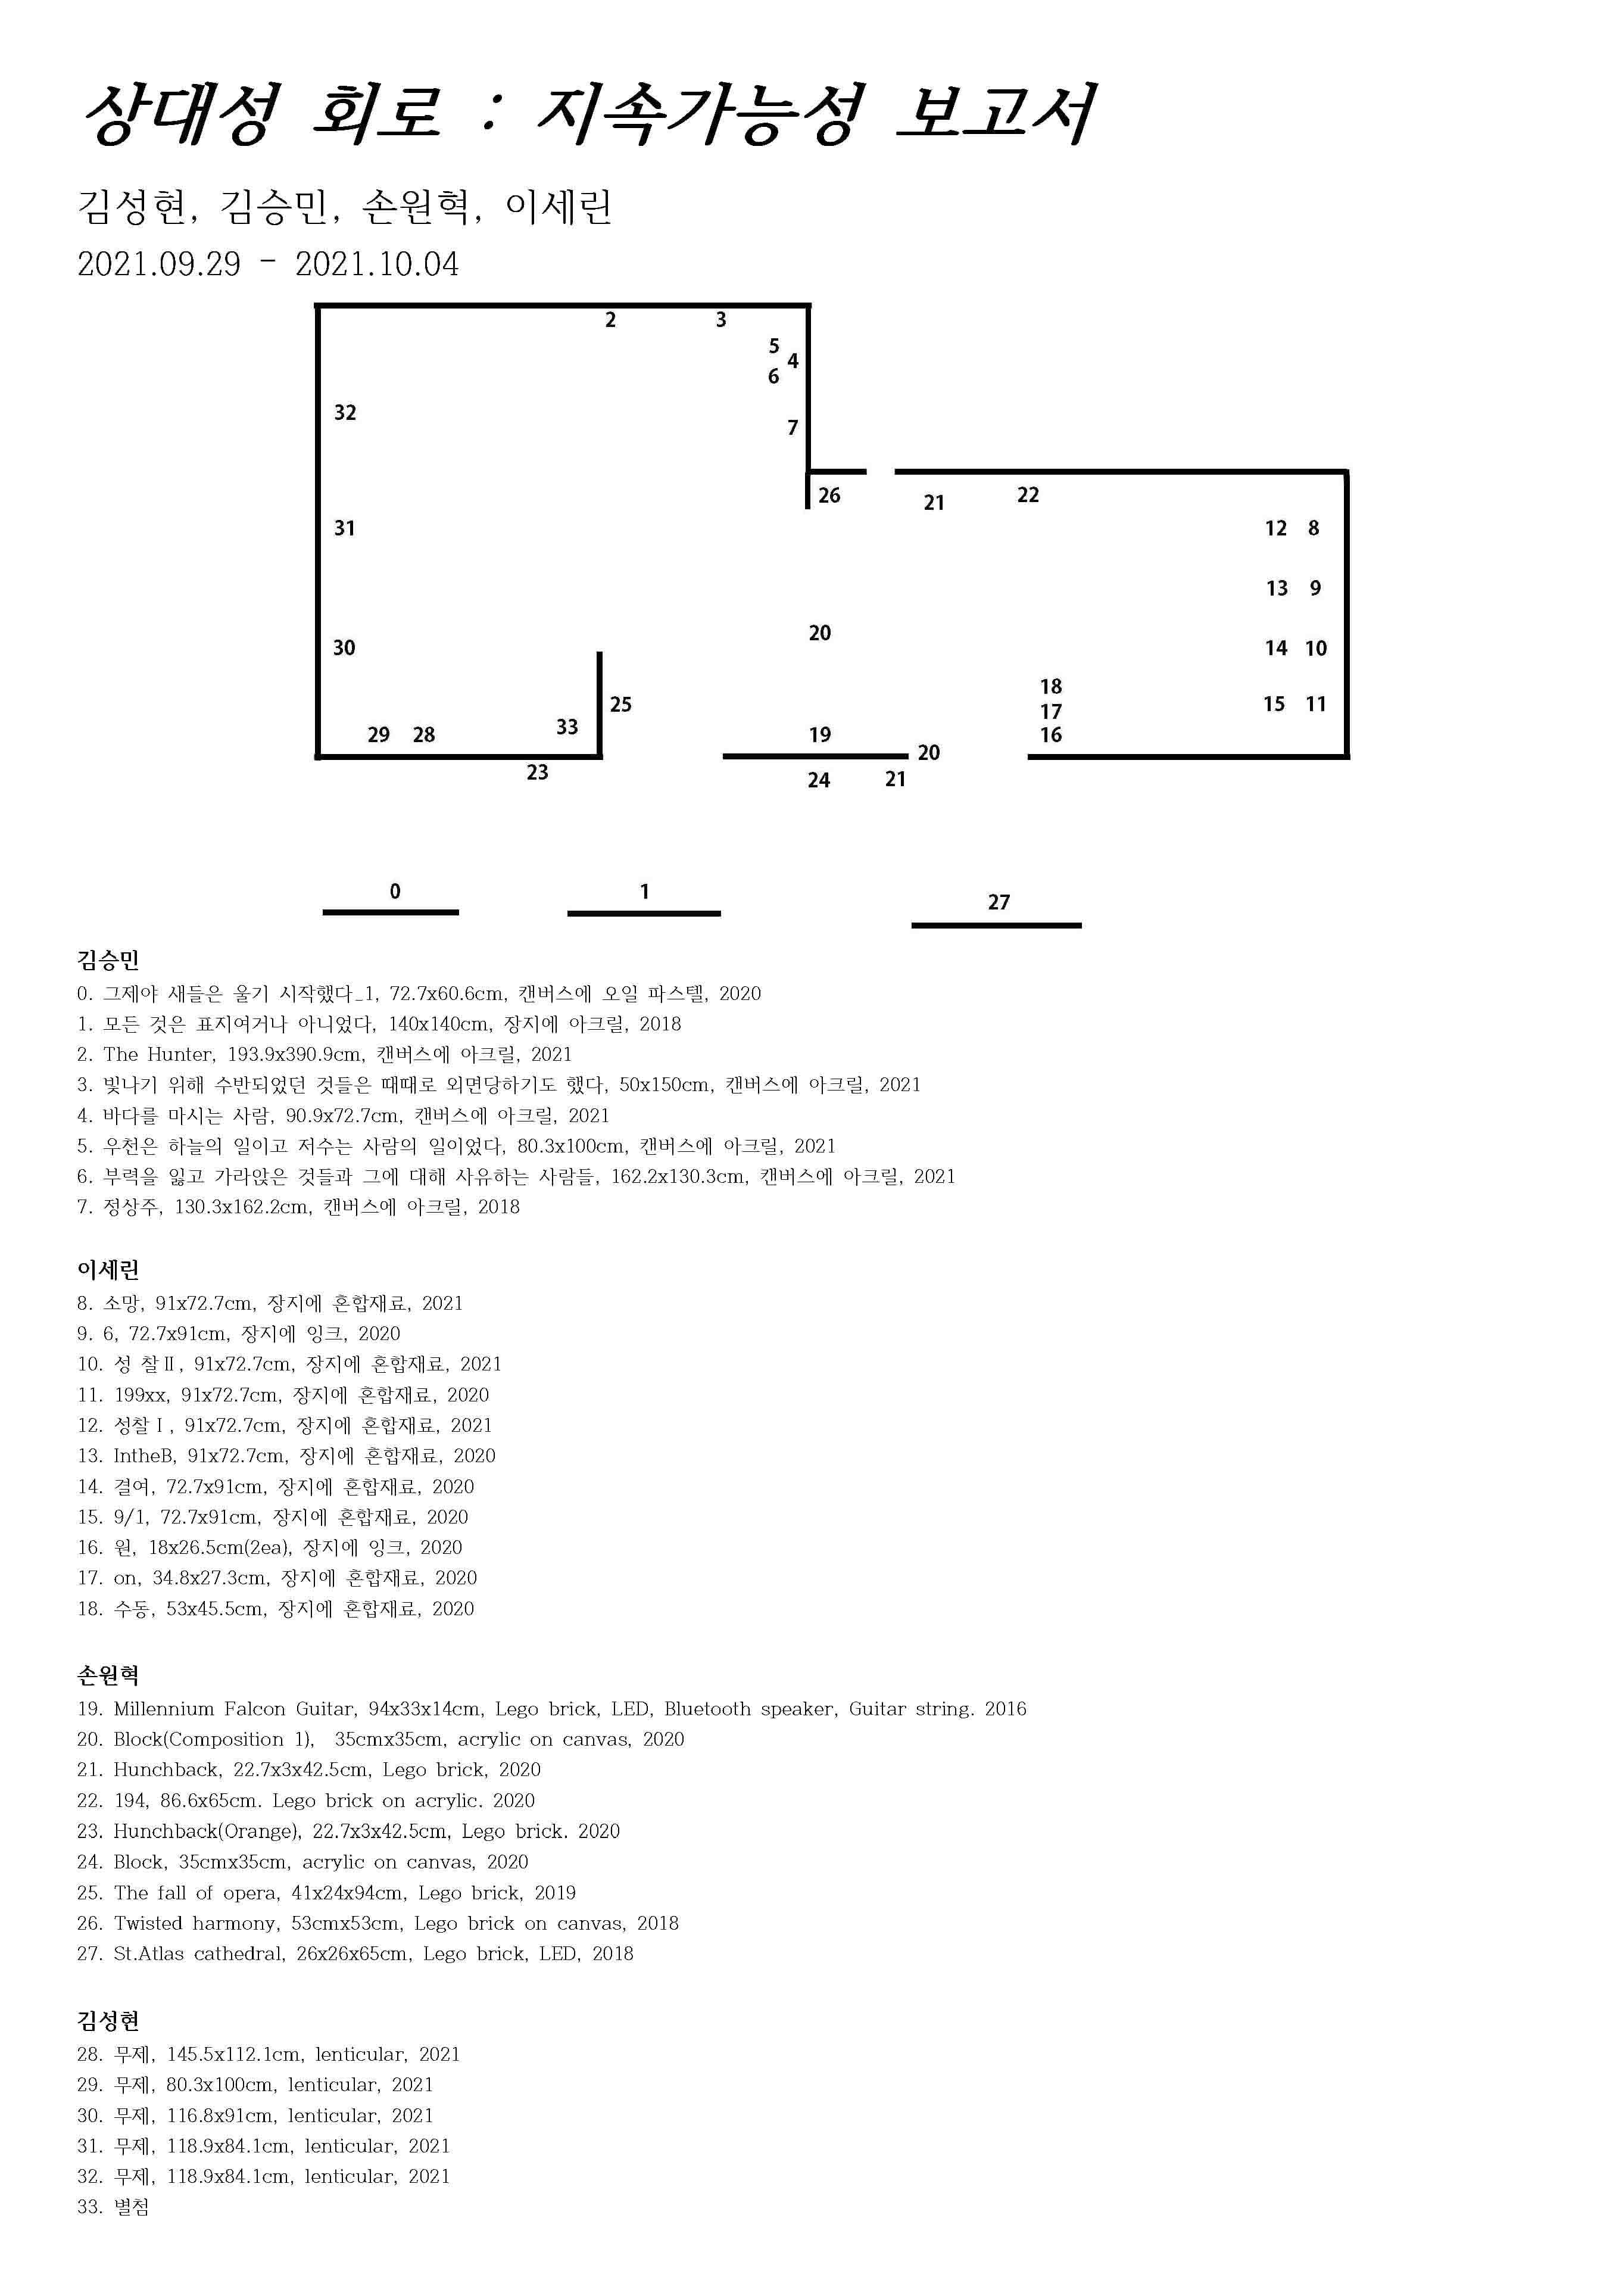 상대성 회로 : 지속가능성 보고서
김성현, 김승민, 손원혁, 이세린
2021.09.29 - 2021.10.04
2 3
5
4
6
32
7
26 21 22
31 12 8
13 9
20
30 14 10
18
25 15 11
17
33
29 28 19 16
20
23 24 21
0 1 27
김승민
0. 그제야 새들은 울기 시작했다_1, 72.7x60.6cm, 캔버스에 오일 파스텔, 2020
1. 모든 것은 표지여거나 아니었다, 140x140cm, 장지에 아크릴, 2018
2. The Hunter, 193.9x390.9cm, 캔버스에 아크릴, 2021
3. 빛나기 위해 수반되었던 것들은 때때로 외면당하기도 했다, 50x150cm, 캔버스에 아크릴, 2021
4. 바다를 마시는 사람, 90.9x72.7cm, 캔버스에 아크릴, 2021
5. 우천은 하늘의 일이고 저수는 사람의 일이었다, 80.3x100cm, 캔버스에 아크릴, 2021
6. 부력을 잃고 가라앉은 것들과 그에 대해 사유하는 사람들, 162.2x130.3cm, 캔버스에 아크릴, 2021
7. 정상주, 130.3x162.2cm, 캔버스에 아크릴, 2018
이세린
8. 소망, 91x72.7cm, 장지에 혼합재료, 2021
9. 6, 72.7x91cm, 장지에 잉크, 2020
10. 성 찰Ⅱ, 91x72.7cm, 장지에 혼합재료, 2021
11. 199xx, 91x72.7cm, 장지에 혼합재료, 2020
12. 성찰Ⅰ, 91x72.7cm, 장지에 혼합재료, 2021
13. IntheB, 91x72.7cm, 장지에 혼합재료, 2020
14. 결여, 72.7x91cm, 장지에 혼합재료, 2020
15. 9/1, 72.7x91cm, 장지에 혼합재료, 2020
16. 원, 18x26.5cm(2ea), 장지에 잉크, 2020
17. on, 34.8x27.3cm, 장지에 혼합재료, 2020
18. 수동, 53x45.5cm, 장지에 혼합재료, 2020
손원혁
19. Millennium Falcon Guitar, 94x33x14cm, Lego brick, LED, Bluetooth speaker, Guitar string. 2016
20. Block(Composition 1), 35cmx35cm, acrylic on canvas, 2020
21. Hunchback, 22.7x3x42.5cm, Lego brick, 2020
22. 194, 86.6x65cm. Lego brick on acrylic. 2020
23. Hunchback(Orange), 22.7x3x42.5cm, Lego brick. 2020
24. Block, 35cmx35cm, acrylic on canvas, 2020
25. The fall of opera, 41x24x94cm, Lego brick, 2019
26. Twisted harmony, 53cmx53cm, Lego brick on canvas, 2018
27. St.Atlas cathedral, 26x26x65cm, Lego brick, LED, 2018
김성현
28. 무제, 145.5x112.1cm, lenticular, 2021
29. 무제, 80.3x100cm, lenticular, 2021
30. 무제, 116.8x91cm, lenticular, 2021
31. 무제, 118.9x84.1cm, lenticular, 2021
32. 무제, 118.9x84.1cm, lenticular, 2021
33. 별첨